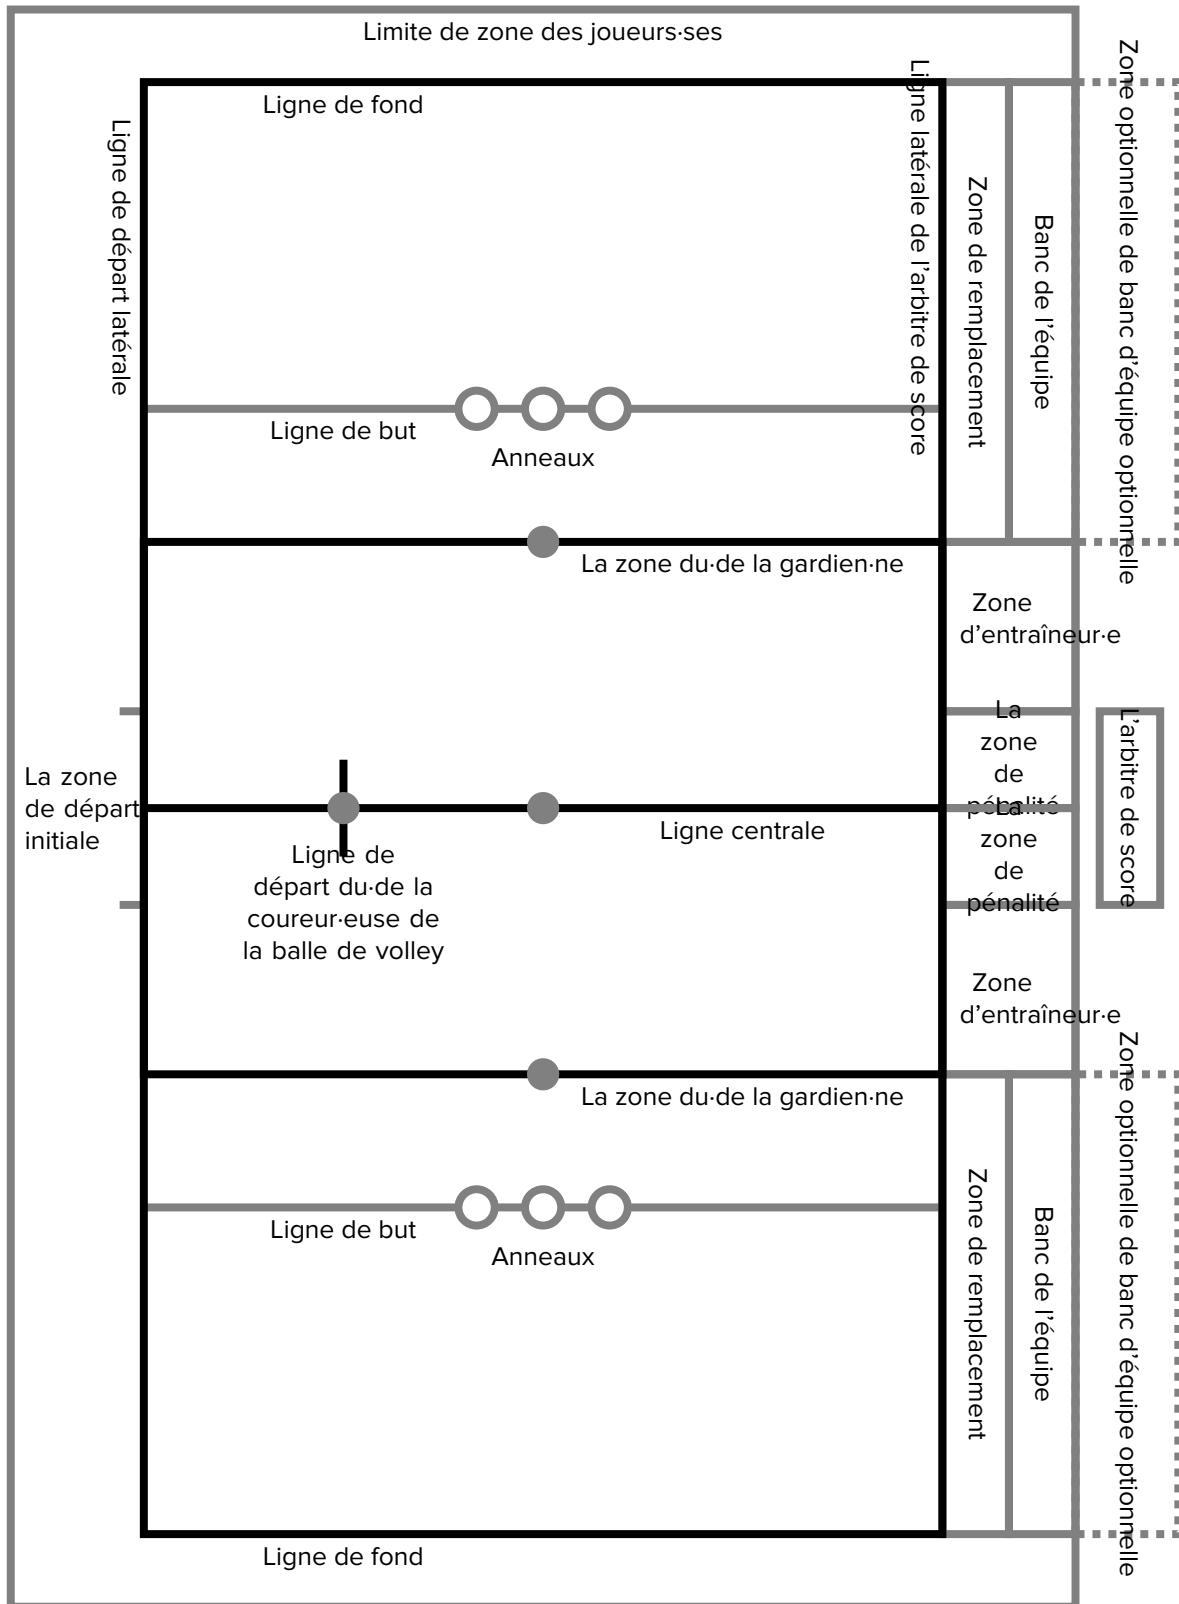 Limite de zone des joueurs·ses
Ligne de fond
Ligne de départ latérale
Ligne latérale de l'arbitre de score
Zone de remplacement
Banc de l'équipe
Zone optionnelle de banc d'équipe optionnelle
Ligne de but
Anneaux
La zone du·de la gardien·ne
Zone
d'entraîneur·e
La
zone
de
pénalité
L'arbitre de score
La zone
de départ
initiale
Ligne centrale
La
zone
de
pénalité
Ligne de
départ du·de la
coureur·euse de
la balle de volley
Zone
d'entraîneur·e
La zone du·de la gardien·ne
Zone de remplacement
Banc de l'équipe
Zone optionnelle de banc d'équipe optionnelle
Ligne de but
Anneaux
Ligne de fond